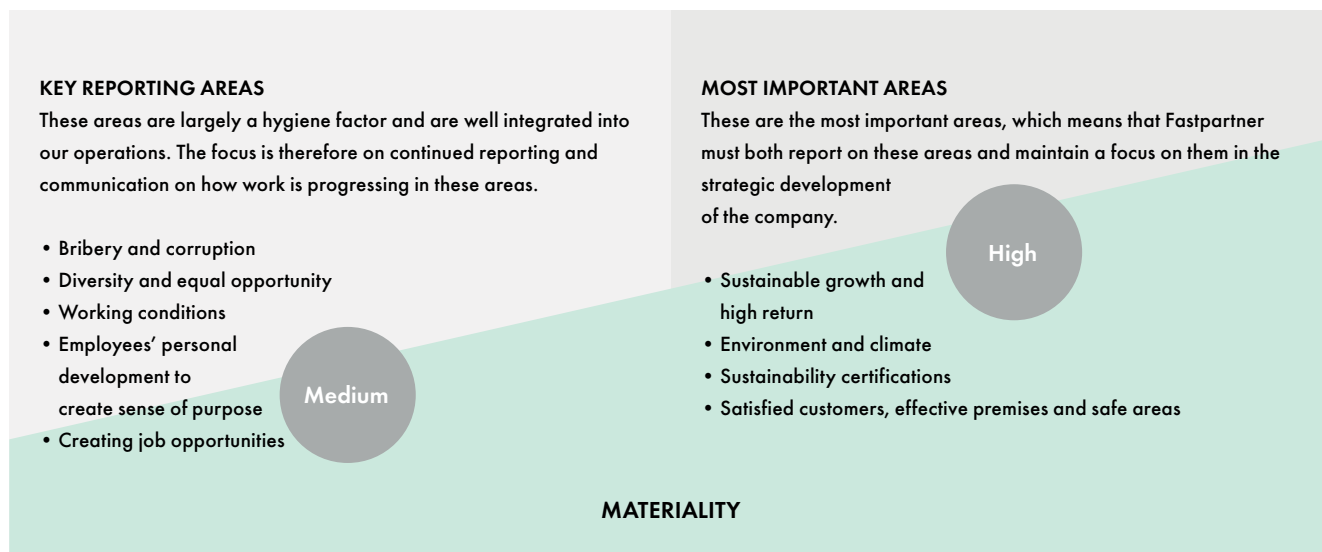 KEY REPORTING AREAS
These areas are largely a hygiene factor and are well integrated into
our operations. The focus is therefore on continued reporting and
communication on how work is progressing in these areas.
• Bribery and corruption
• Diversity and equal opportunity
• Working conditions
• Employees’ personal
development to
create sense of purpose
• Creating job opportunities
Medium
MOST IMPORTANT AREAS
These are the most important areas, which means that Fastpartner
must both report on these areas and maintain a focus on them in the
strategic development
of the company.
• Sustainable growth and
high return
• Environment and climate
• Sustainability certifications
• Satisfied customers, effective premises and safe areas
High
MATERIALITY